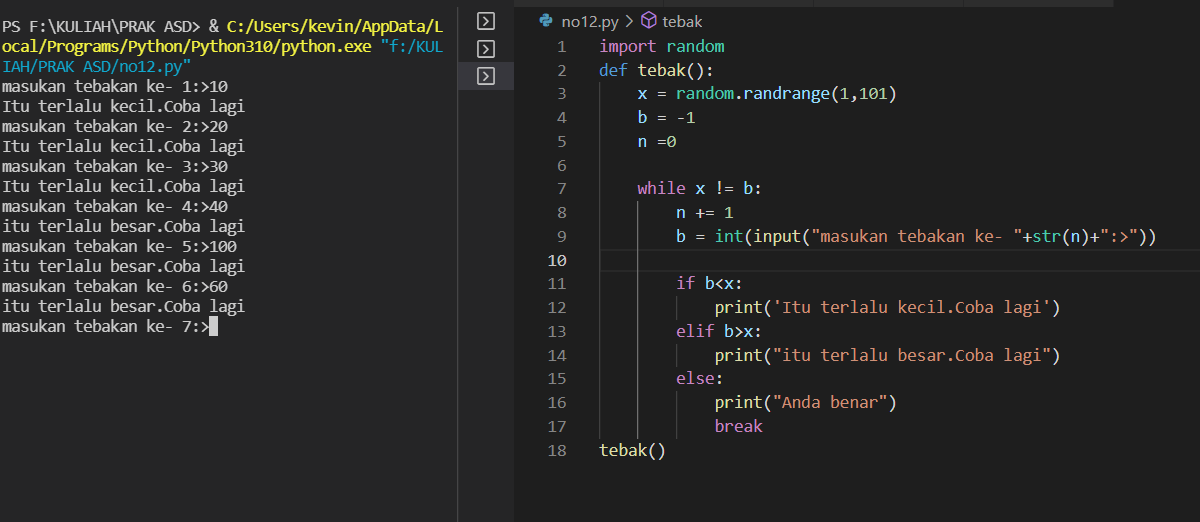 PS F:\KULIAH\PRAK ASD> & C:/Users/kevin/AppData/L
ocal/Programs/Python/Python310/python.exe "f:/KUL
IAH/PRAK ASD/no12.py"
masukan tebakan ke- 1:>10
Itu terlalu kecil.Coba lagi
masukan tebakan ke- 2:>20
Itu terlalu kecil.Coba lagi
masukan tebakan ke- 3:>30
Itu terlalu kecil.Coba lagi
masukan tebakan ke- 4:>40
itu terlalu besar.Coba lagi
masukan tebakan ke- 5:>100
itu terlalu besar.Coba lagi
masukan tebakan ke- 6:>60
itu terlalu besar.Coba lagi
masukan tebakan ke- 7:>
no12.py > tebak
1 import random
2 def tebak():
3     x = random.randrange(1,101)
4     b = -1
5     n =0
6
7     while x != b:
8         n += 1
9         b = int(input("masukan tebakan ke- "+str(n)+":>"))
10
11         if b<x:
12             print('Itu terlalu kecil.Coba lagi')
13         elif b>x:
14             print("itu terlalu besar.Coba lagi")
15         else:
16             print("Anda benar")
17             break
18 tebak()